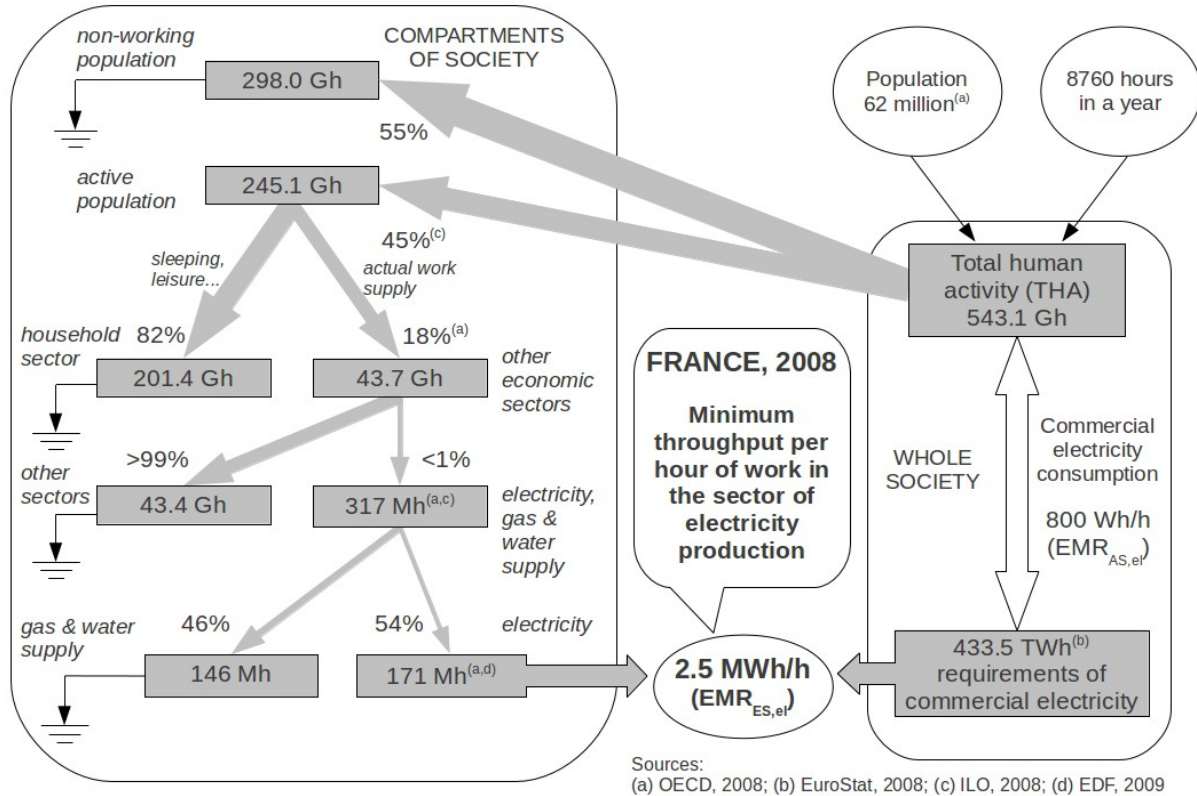 non-working
population
COMPARTMENTS
OF SOCIETY
298.0 Gh
55%
active
population
245.1 Gh
45%(c)
sleeping,
leisure...
actual work
supply
household
sector
82%
18%(a)
201.4 Gh
43.7 Gh
other
economic
sectors
>99%
<1%
other
sectors
43.4 Gh
317 Mh(a,c)
electricity,
gas &
water
supply
gas & water
supply
46%
54%
electricity
146 Mh
171 Mh(a,d)
FRANCE, 2008
Minimum
throughput per
hour of work in
the sector of
electricity
production
2.5 MWh/h
(EMRES,el)
Population
62 million(a)
8760 hours
in a year
Total human
activity (THA)
543.1 Gh
WHOLE
SOCIETY
Commercial
electricity
consumption
800 Wh/h
(EMRAS,el)
433.5 TWh(b)
requirements of
commercial electricity
Sources:
(a) OECD, 2008; (b) EuroStat, 2008; (c) ILO, 2008; (d) EDF, 2009